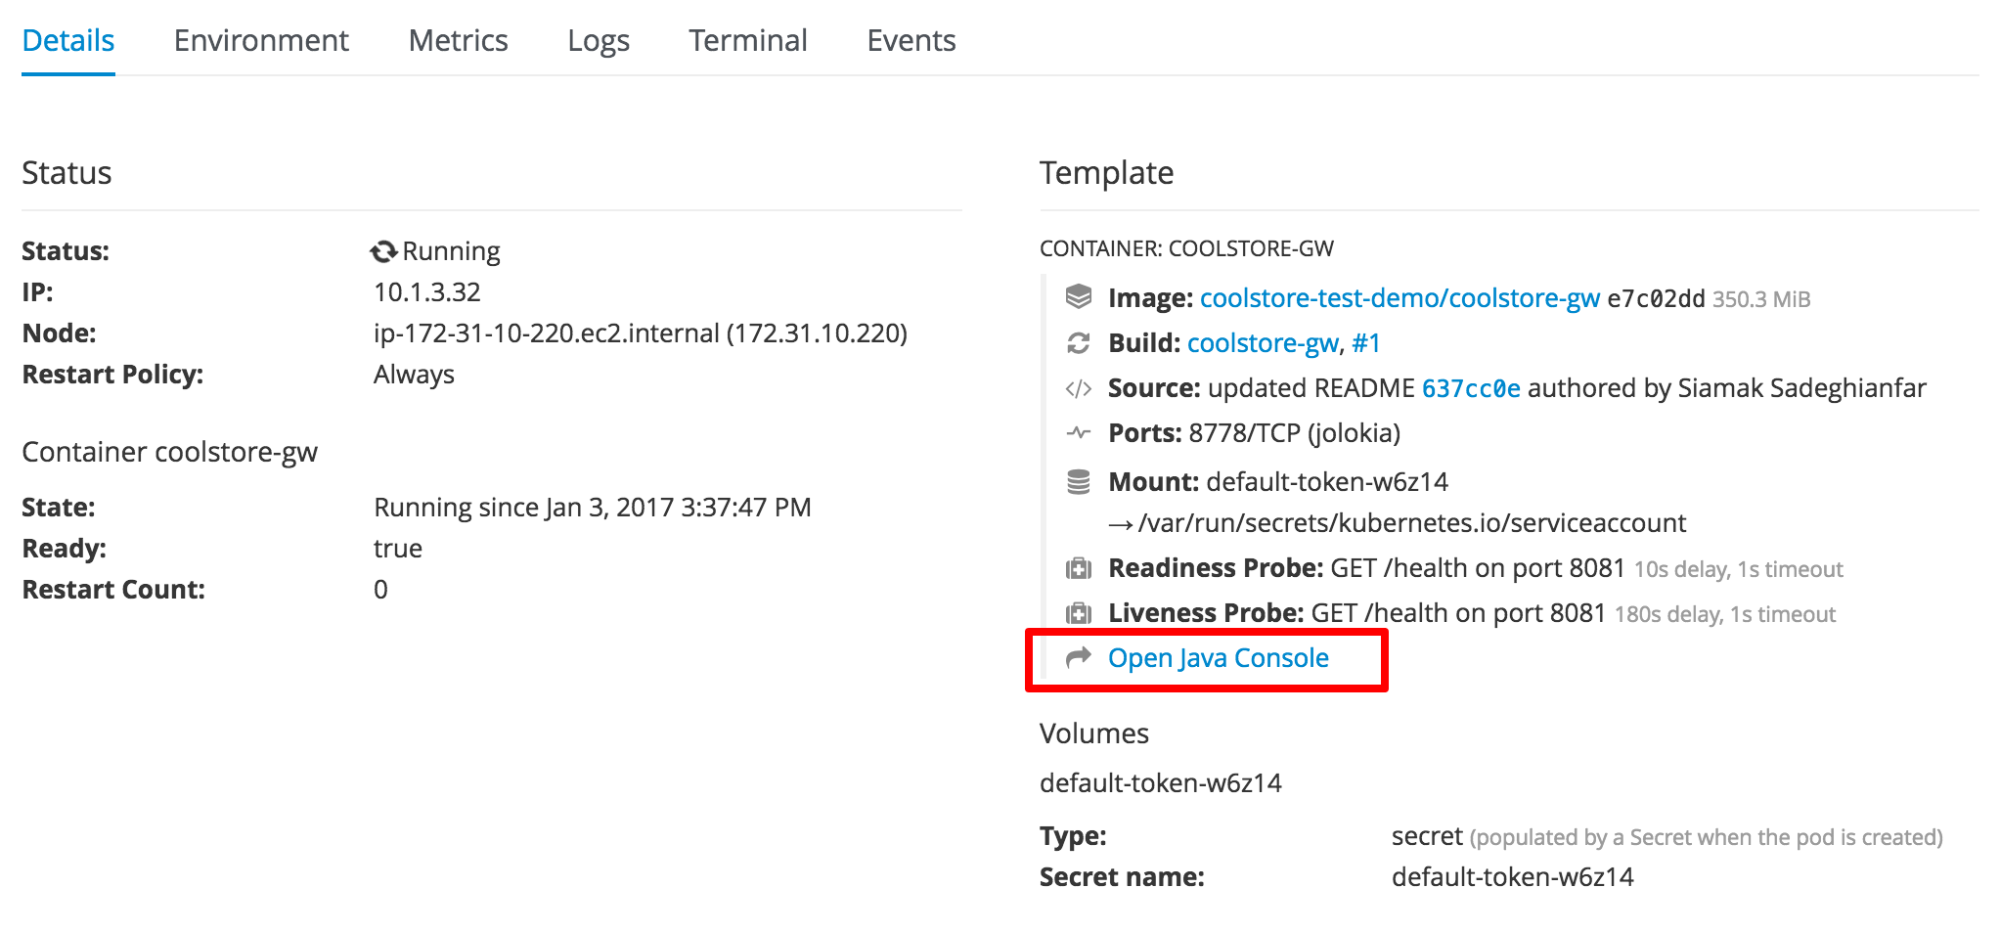 Details Environment Metrics Logs Terminal Events
Status
Status: Running
IP: 10.1.3.32
Node: ip-172-31-10-220.ec2.internal (172.31.10.220)
Restart Policy: Always
Container coolstore-gw
State: Running since Jan 3, 2017 3:37:47 PM
Ready: true
Restart Count: 0
Template
CONTAINER: COOLSTORE-GW
Image: coolstore-test-demo/coolstore-gw e7c02dd 350.3 MiB
Build: coolstore-gw, #1
Source: updated README 637cc0e authored by Siamak Sadeghianfar
Ports: 8778/TCP (jolokia)
Mount: default-token-w6z14
→/var/run/secrets/kubernetes.io/serviceaccount
Readiness Probe: GET /health on port 8081 10s delay, 1s timeout
Liveness Probe: GET /health on port 8081 180s delay, 1s timeout
Open Java Console
Volumes
default-token-w6z14
Type: secret (populated by a Secret when the pod is created)
Secret name: default-token-w6z14